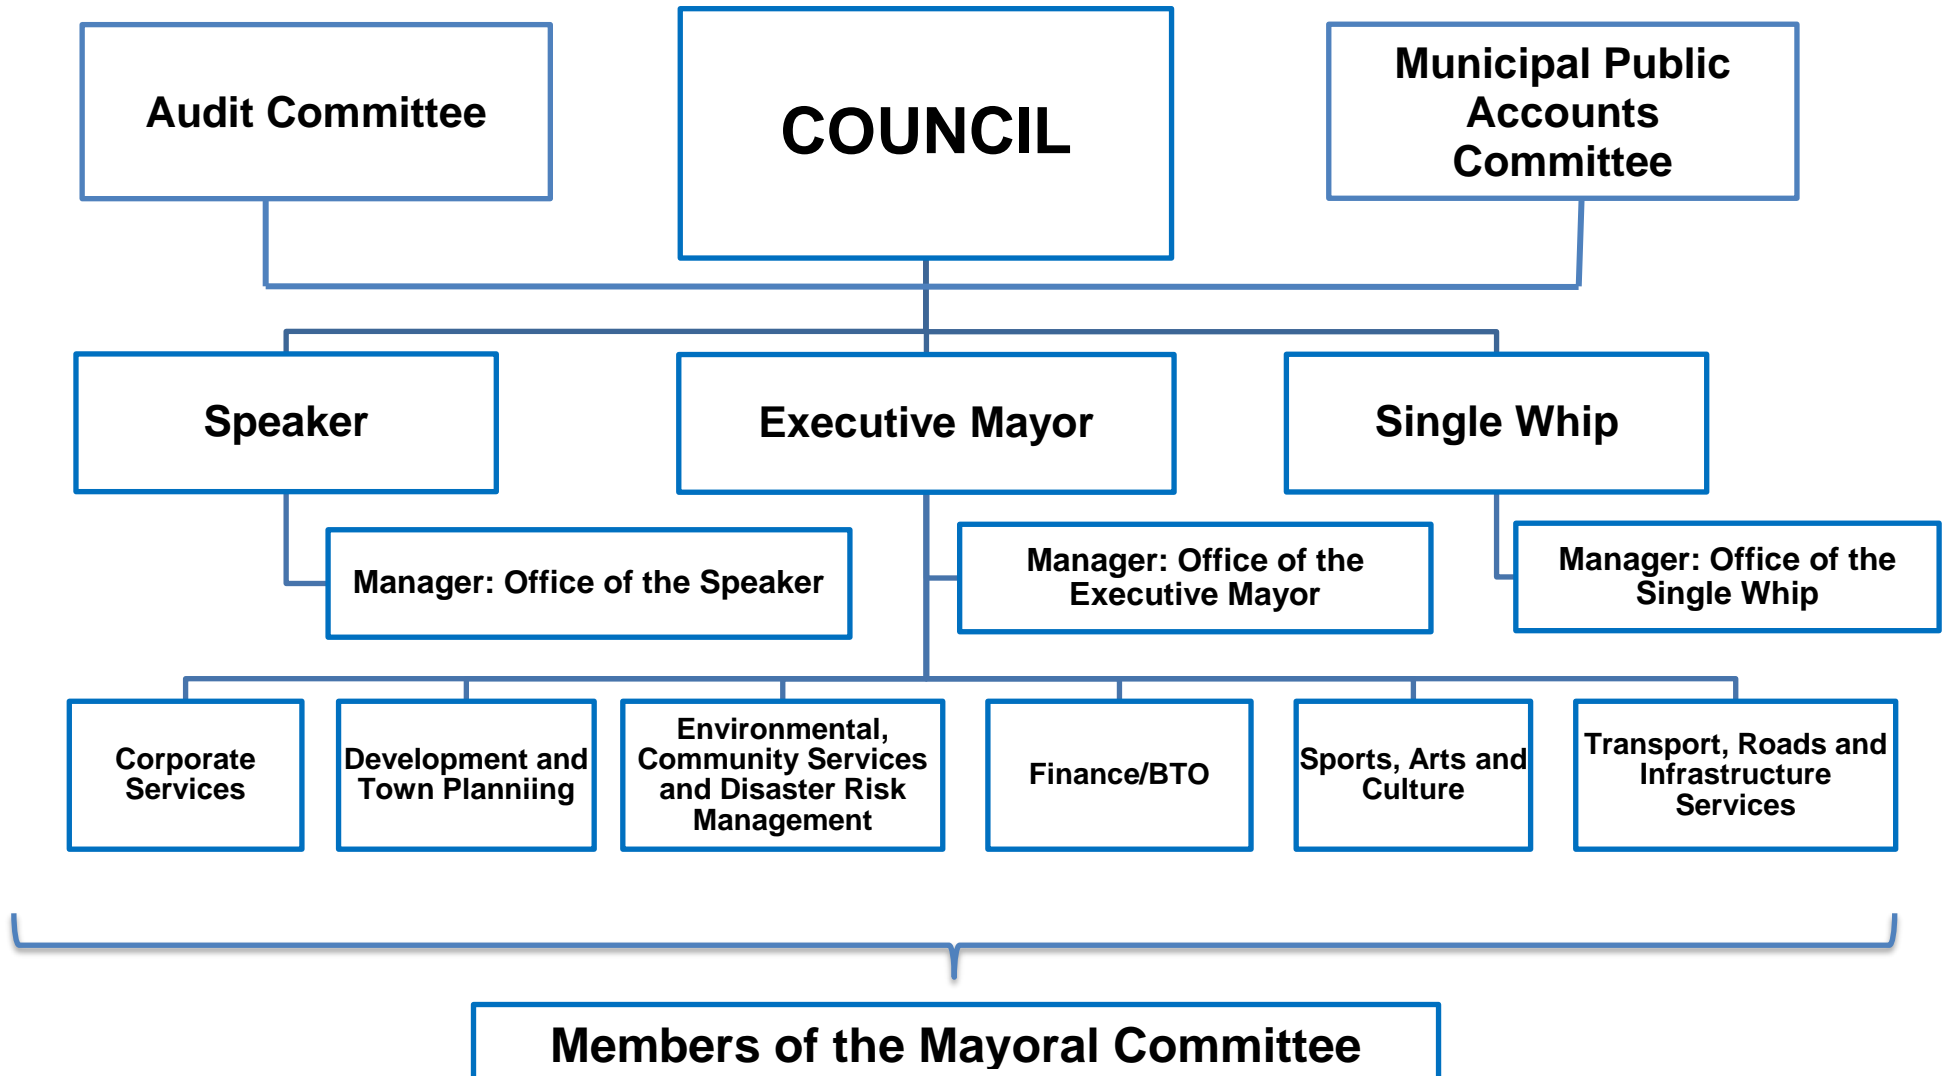 Audit Committee
COUNCIL
Municipal Public
Accounts
Committee
Speaker
Executive Mayor
Single Whip
Manager: Office of the Speaker
Manager: Office of the
Executive Mayor
Manager: Office of the
Single Whip
Corporate
Services
Development and
Town Planniing
Environmental,
Community Services
and Disaster Risk
Management
Finance/BTO
Sports, Arts and
Culture
Transport, Roads and
Infrastructure
Services
Members of the Mayoral Committee